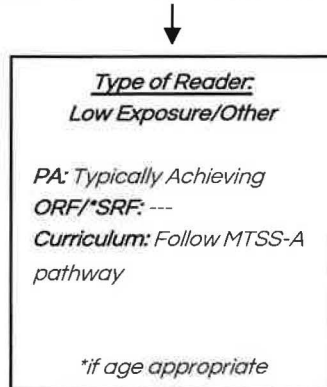 Type of Reader:
Low Exposure/Other
PA: Typically Achieving
ORF/*SRF: ---
Curriculum: Follow MTSS-A
pathway
*if age appropriate